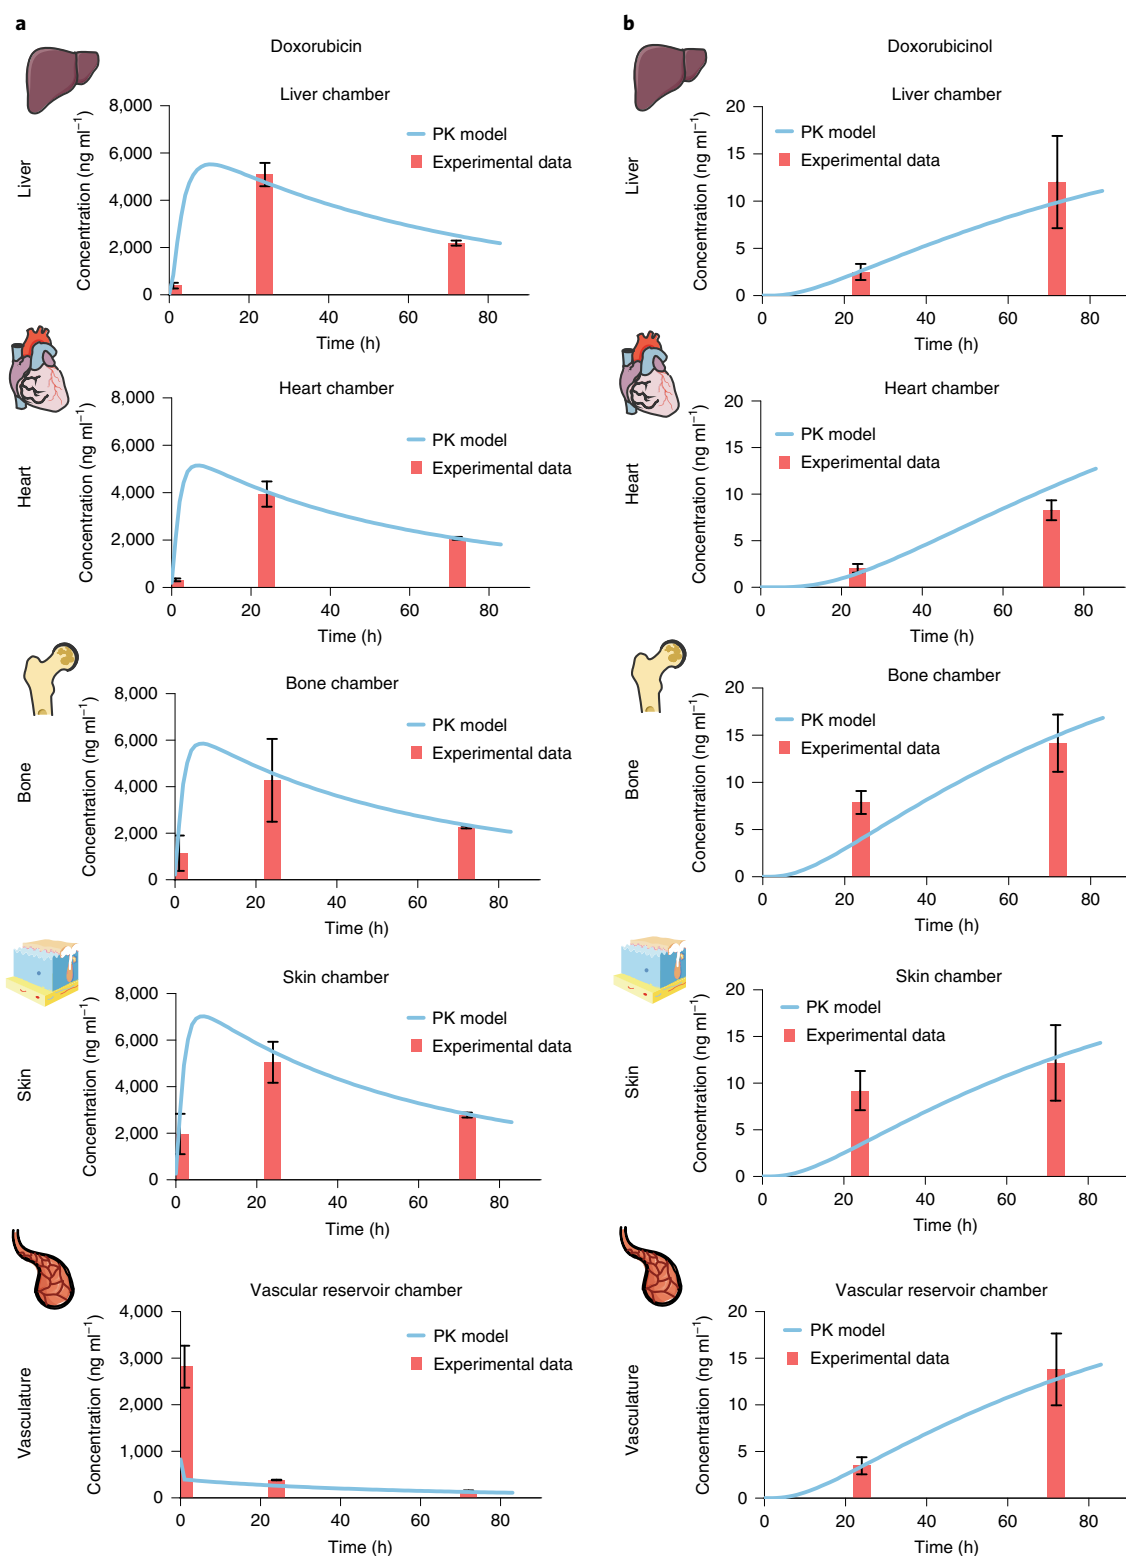 a
Doxorubicin
Liver
Liver chamber
Concentration (ng ml⁻¹)
8,000
6,000
4,000
2,000
0
PK model
Experimental data
0 20 40 60 80
Time (h)
Heart
Heart chamber
Concentration (ng ml⁻¹)
8,000
6,000
4,000
2,000
0
PK model
Experimental data
0 20 40 60 80
Time (h)
Bone
Bone chamber
Concentration (ng ml⁻¹)
8,000
6,000
4,000
2,000
0
PK model
Experimental data
0 20 40 60 80
Time (h)
Skin
Skin chamber
Concentration (ng ml⁻¹)
8,000
6,000
4,000
2,000
0
PK model
Experimental data
0 20 40 60 80
Time (h)
Vasculature
Vascular reservoir chamber
Concentration (ng ml⁻¹)
4,000
3,000
2,000
1,000
0
PK model
Experimental data
0 20 40 60 80
Time (h)
b
Doxorubicinol
Liver
Liver chamber
Concentration (ng ml⁻¹)
20
15
10
5
0
PK model
Experimental data
0 20 40 60 80
Time (h)
Heart
Heart chamber
Concentration (ng ml⁻¹)
20
15
10
5
0
PK model
Experimental data
0 20 40 60 80
Time (h)
Bone
Bone chamber
Concentration (ng ml⁻¹)
20
15
10
5
0
PK model
Experimental data
0 20 40 60 80
Time (h)
Skin
Skin chamber
Concentration (ng ml⁻¹)
20
15
10
5
0
PK model
Experimental data
0 20 40 60 80
Time (h)
Vasculature
Vascular reservoir chamber
Concentration (ng ml⁻¹)
20
15
10
5
0
PK model
Experimental data
0 20 40 60 80
Time (h)